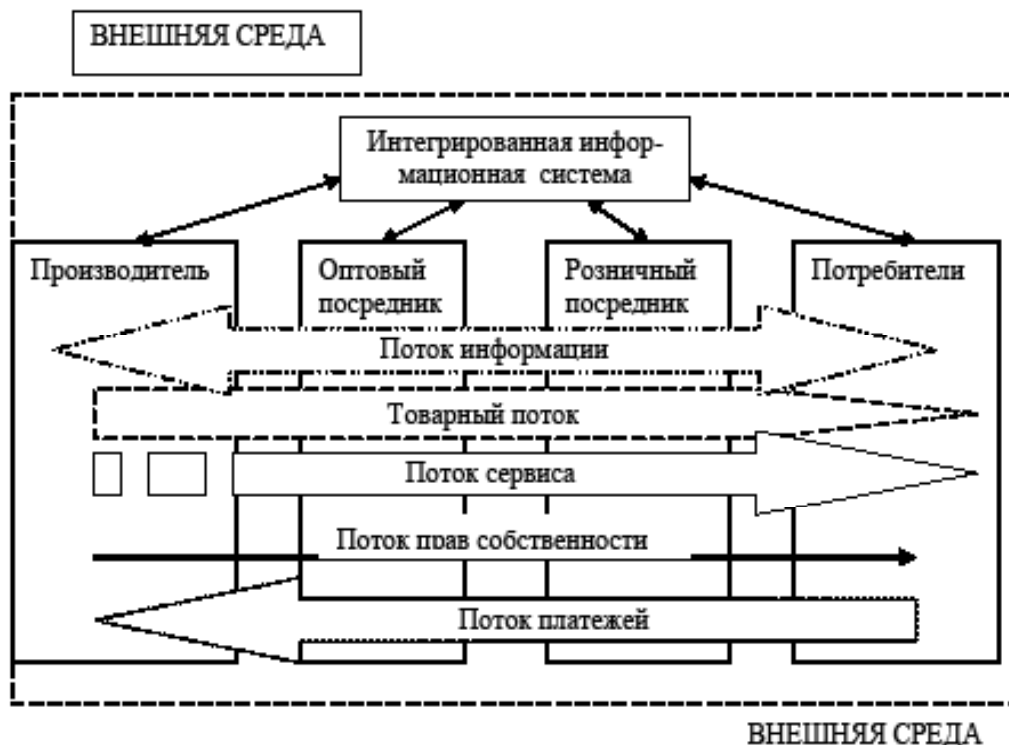 ВНЕШНЯЯ СРЕДА
Интегрированная инфор-
мационная система
Производитель
Оптовый
посредник
Розничный
посредник
Потребители
Поток информации
Товарный поток
Поток сервиса
Поток прав собственности
Поток платежей
ВНЕШНЯЯ СРЕДА